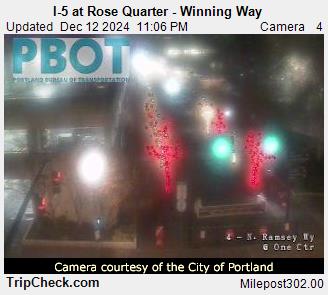 I-5 at Rose Quarter - Winning Way
Updated Dec 12 2024 11:06 PM Camera 4
PBOT
PORTLAND BUREAU OF TRANSPORTATION
4 - N. Ramsey Wy
@ One Ctr
Camera courtesy of the City of Portland
TripCheck.com Milepost302.00